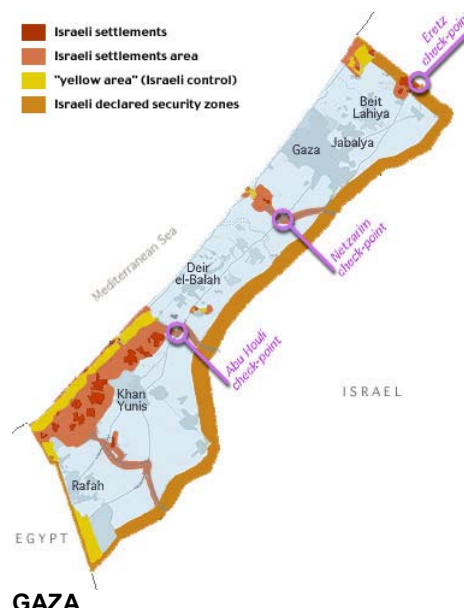 Israeli settlements
Israeli settlements area
"yellow area" (Israeli control)
Israeli declared security zones
Eretz
check-point
Beit
Lahiya
Gaza
Jabalya
Netzarim
check-point
Mediterranean Sea
Deir
el-Balah
Abu Houli
check-point
ISRAEL
Khan
Yunis
Rafah
EGYPT
GAZA